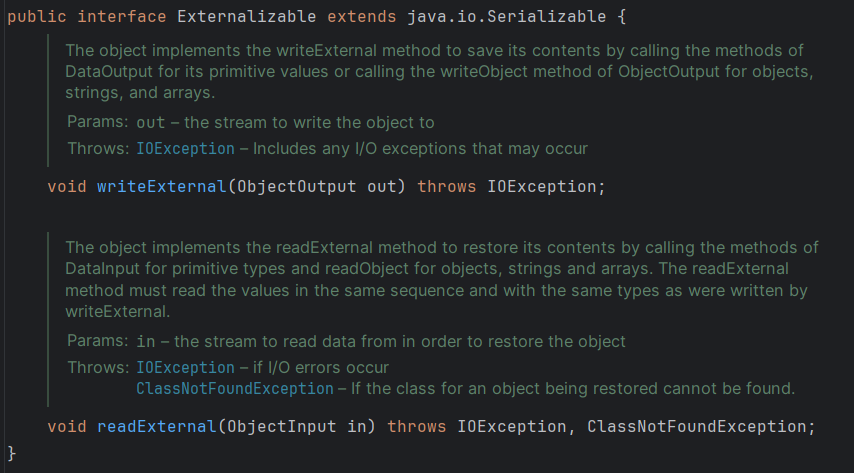 public interface Externalizable extends java.io.Serializable {
The object implements the writeExternal method to save its contents by calling the methods of
DataOutput for its primitive values or calling the writeObject method of ObjectOutput for objects,
strings, and arrays.
Params: out – the stream to write the object to
Throws: IOException – Includes any I/O exceptions that may occur
void writeExternal(ObjectOutput out) throws IOException;
The object implements the readExternal method to restore its contents by calling the methods of
DataInput for primitive types and readObject for objects, strings and arrays. The readExternal
method must read the values in the same sequence and with the same types as were written by
writeExternal.
Params: in – the stream to read data from in order to restore the object
Throws: IOException – if I/O errors occur
ClassNotFoundException – If the class for an object being restored cannot be found.
void readExternal(ObjectInput in) throws IOException, ClassNotFoundException;
}